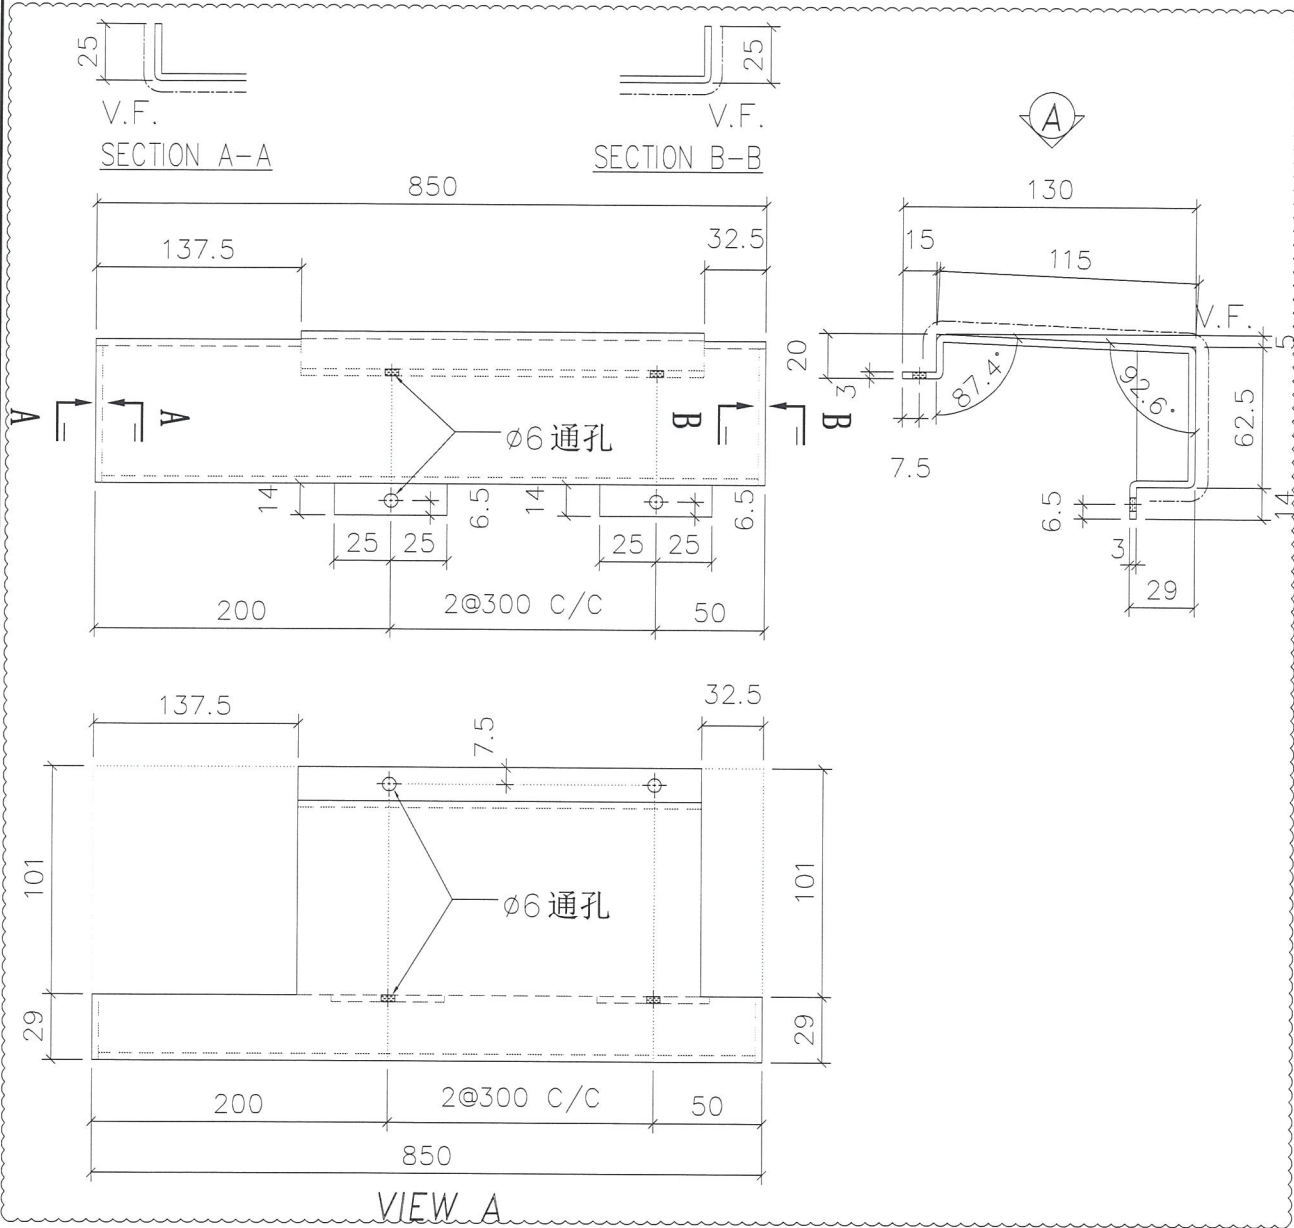 25
V.F.
SECTION A-A
25
V.F.
SECTION B-B
A
850
137.5
32.5
130
15
115
V.F.
5
20
3
87.4°
92.6°
62.5
7.5
6.5
14
3
29
A
A
B
B
ø6 通孔
14
6.5
14
6.5
25
25
25
25
200
2@300 C/C
50
137.5
7.5
32.5
101
101
ø6 通孔
29
29
200
2@300 C/C
50
850
VIEW A